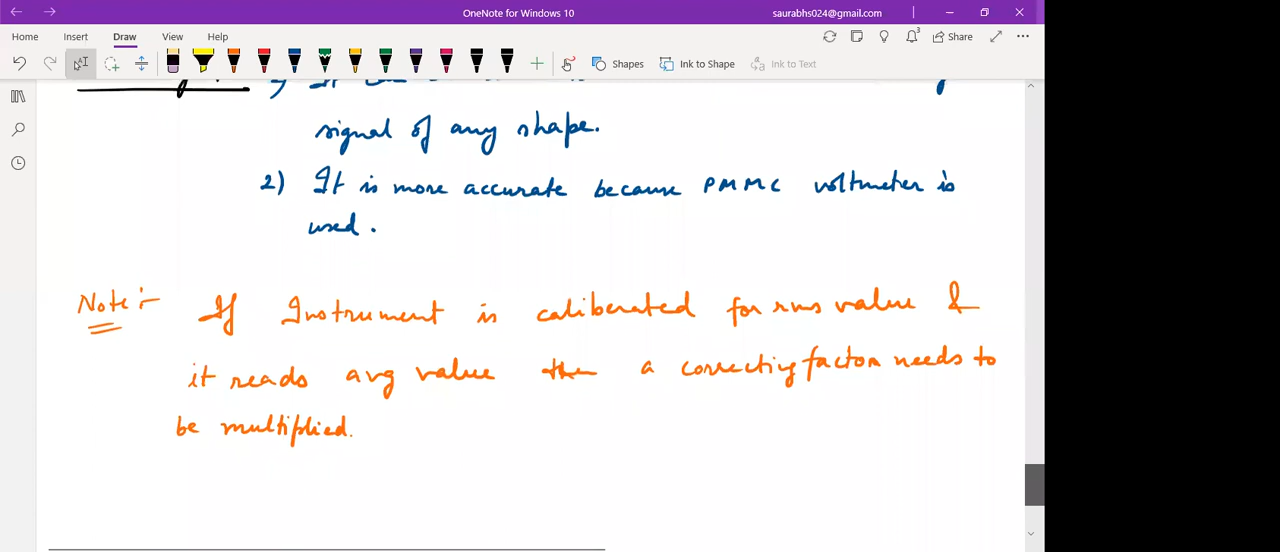 OneNote for Windows 10
saurabhs024@gmail.com
Home Insert Draw View Help
3 Share
Shapes Ink to Shape Ink to Text
signal of any shape.
2) It is more accurate because PMMC voltmeter is
used.
Note:- If Instrument is caliberated for rms value &
it reads avg value then a correcting factor needs to
be multiplied.